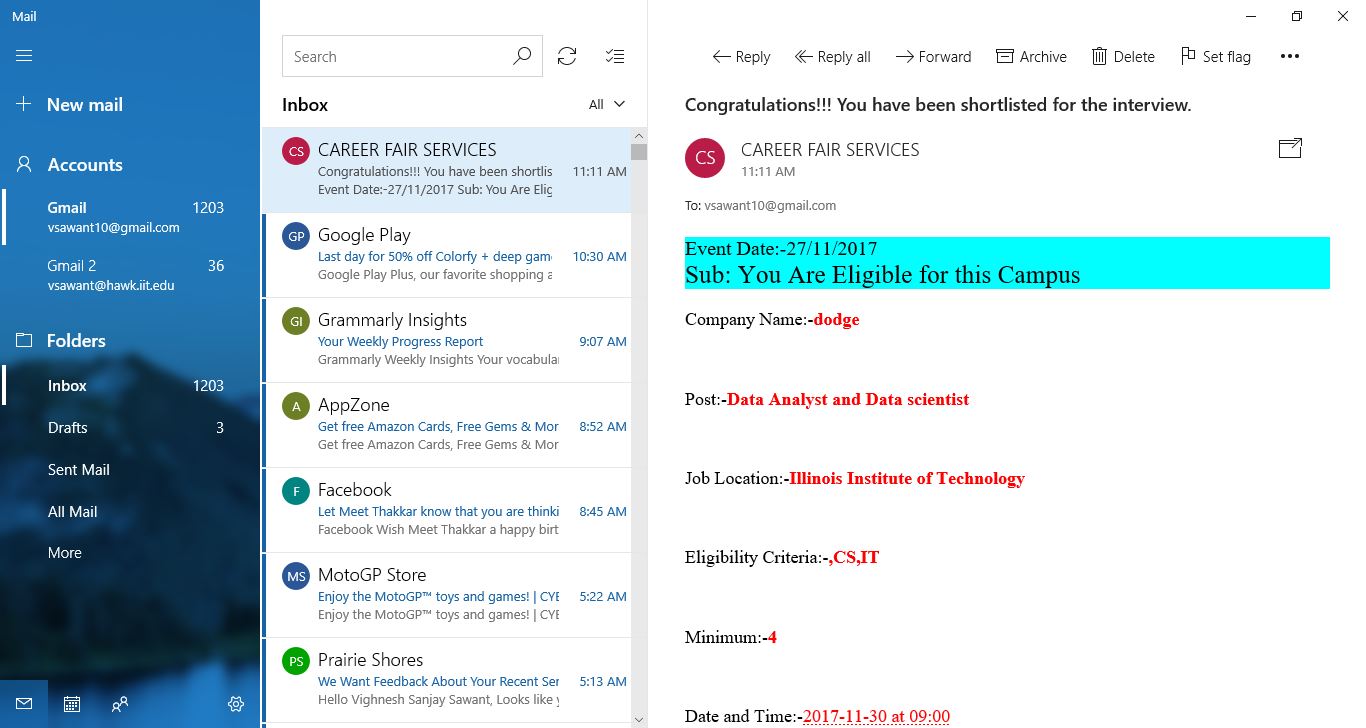 Mail
New mail
Accounts
Gmail 1203
vsawant10@gmail.com
Gmail 2 36
vsawant@hawk.iit.edu
Folders
Inbox 1203
Drafts 3
Sent Mail
All Mail
More
Search
Inbox All
CS CAREER FAIR SERVICES
Congratulations!!! You have been shortlis 11:11 AM
Event Date:-27/11/2017 Sub: You Are Elig
GP Google Play
Last day for 50% off Colorfy + deep game 10:30 AM
Google Play Plus, our favorite shopping a
GI Grammarly Insights
Your Weekly Progress Report 9:07 AM
Grammarly Weekly Insights Your vocabular
A AppZone
Get free Amazon Cards, Free Gems & Mor 8:52 AM
Get free Amazon Cards, Free Gems & Mor
F Facebook
Let Meet Thakkar know that you are thinki 8:45 AM
Facebook Wish Meet Thakkar a happy birt
MS MotoGP Store
Enjoy the MotoGP™ toys and games! | CYB 5:22 AM
Enjoy the MotoGP™ toys and games! | CYB
PS Prairie Shores
We Want Feedback About Your Recent Ser 5:13 AM
Hello Vighnesh Sanjay Sawant, Looks like y
Reply Reply all Forward Archive Delete Set flag
Congratulations!!! You have been shortlisted for the interview.
CS CAREER FAIR SERVICES
11:11 AM
To: vsawant10@gmail.com
Event Date:-27/11/2017
Sub: You Are Eligible for this Campus
Company Name:-dodge
Post:-Data Analyst and Data scientist
Job Location:-Illinois Institute of Technology
Eligibility Criteria:-,CS,IT
Minimum:-4
Date and Time:-2017-11-30 at 09:00